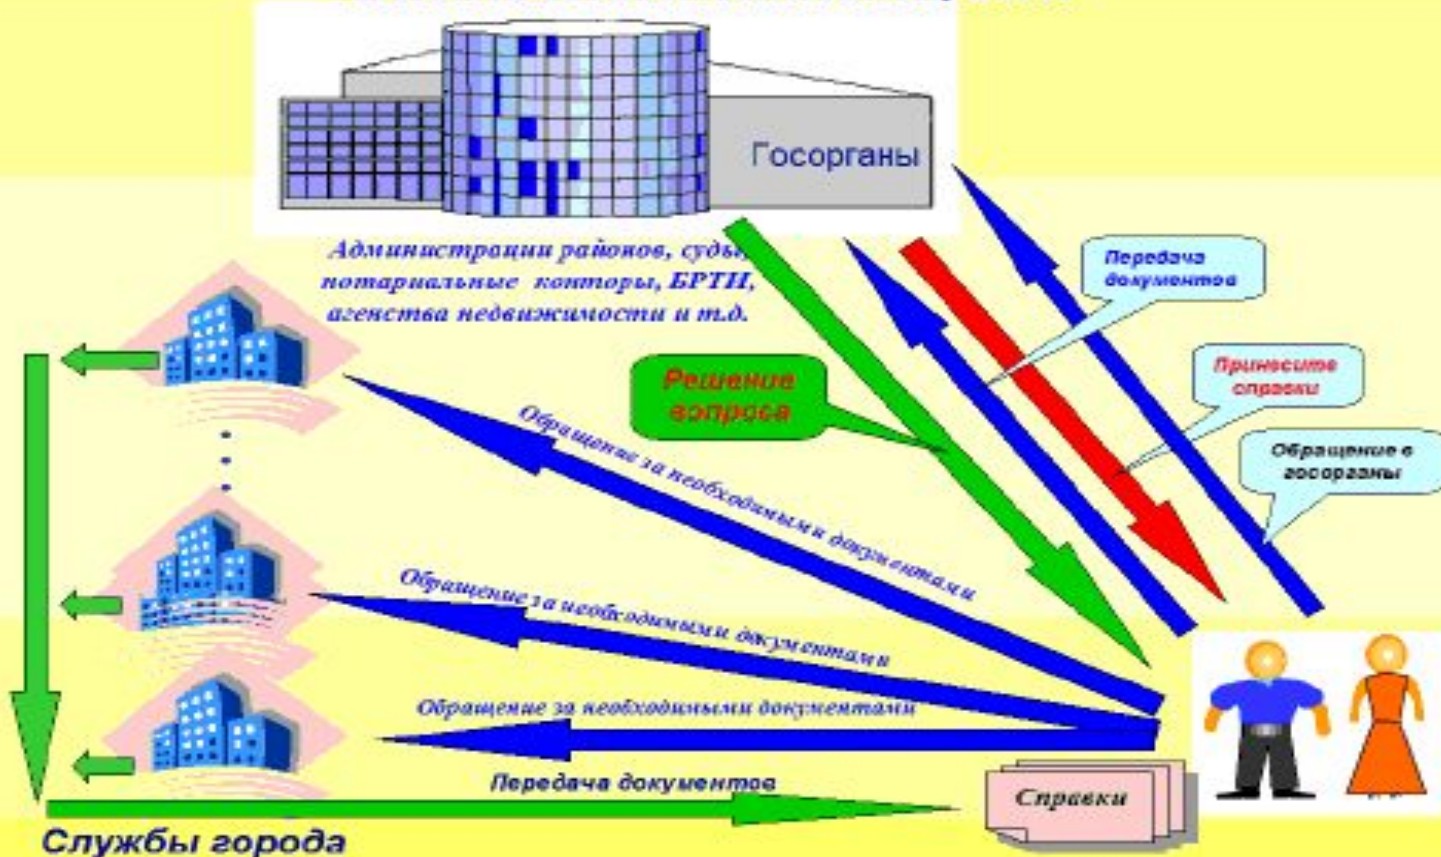 Госорганы
Администрации районов, суды,
нотариальные конторы, БРТИ,
агенства недвижимости и т.д.
Передача
документов
Принесите
справки
Обращение в
госорганы
Решение
вопроса
Обращение за необходимыми документами
Обращение за необходимыми документами
Обращение за необходимыми документами
Передача документов
Справки
Службы города